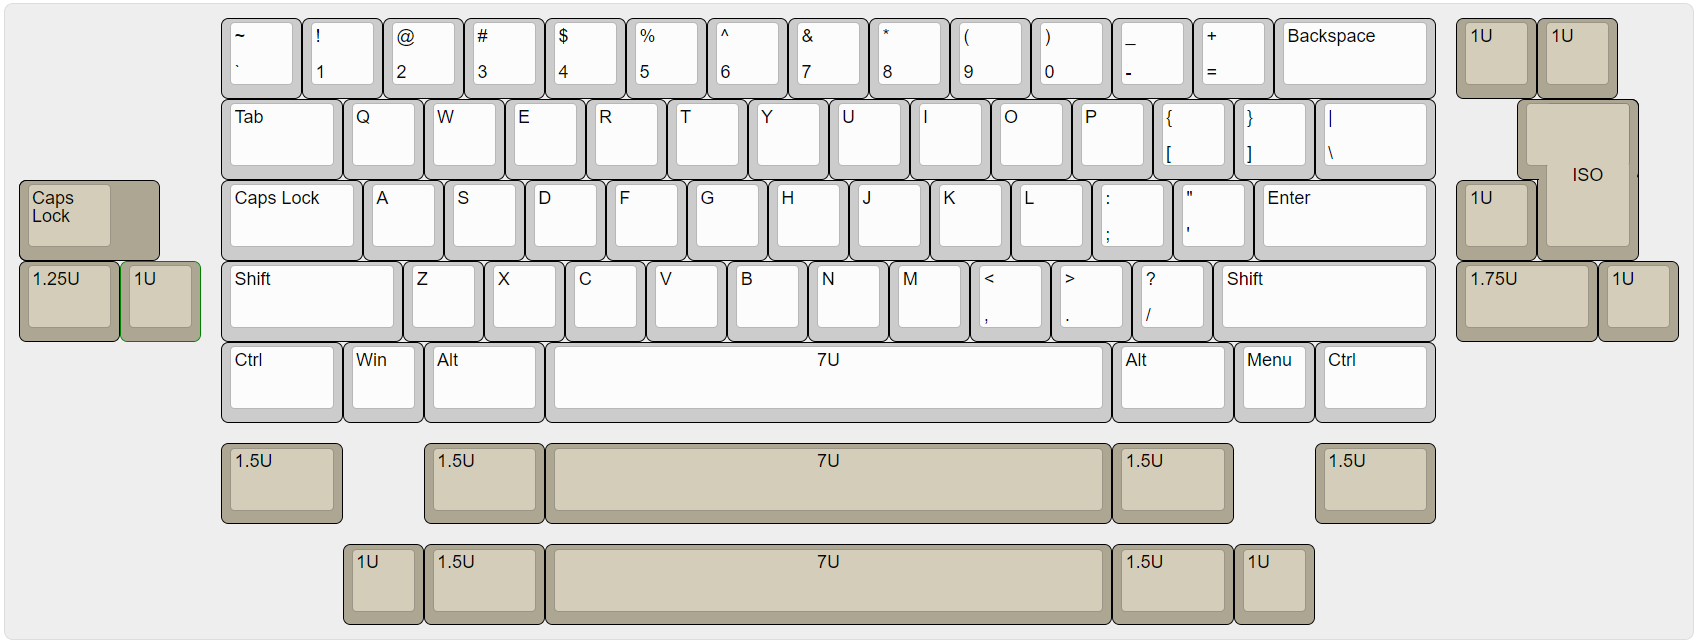 ~ ! @ # $ % ^ & * ( ) _ + Backspace 1U 1U
` 1 2 3 4 5 6 7 8 9 0 - =
Tab Q W E R T Y U I O P { } |
[ ] \
ISO
Caps Lock A S D F G H J K L : " Enter 1U
; '
Caps
Lock
1.25U 1U Shift Z X C V B N M < > ? Shift 1.75U 1U
, . /
Ctrl Win Alt 7U Alt Menu Ctrl
1.5U 1.5U 7U 1.5U 1.5U
1U 1.5U 7U 1.5U 1U